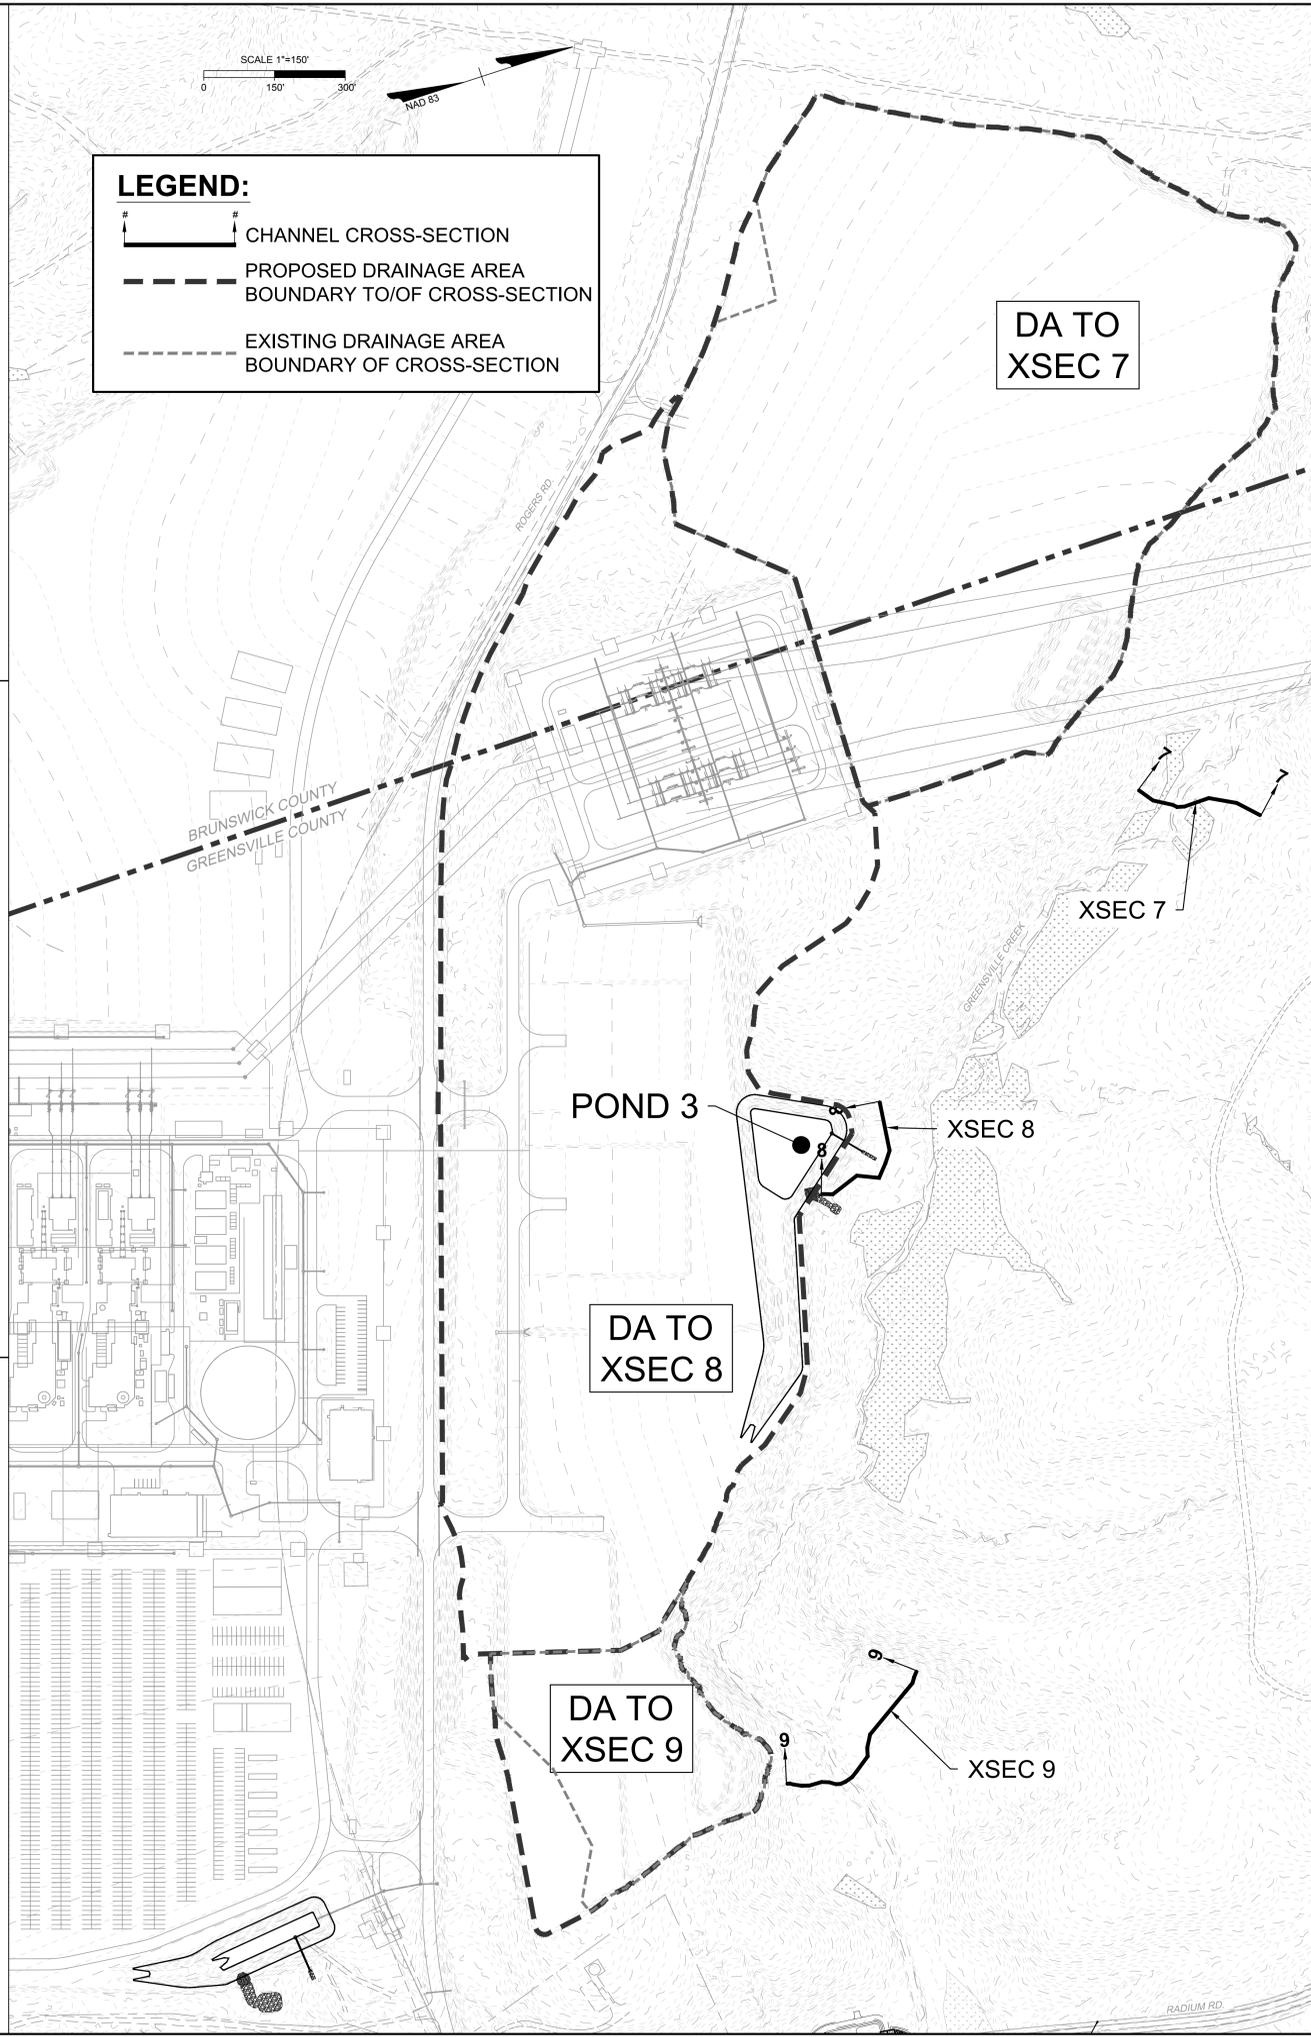 SCALE 1"=150'
0 150' 300'
NAD 83
LEGEND:
# #
CHANNEL CROSS-SECTION
PROPOSED DRAINAGE AREA
BOUNDARY TO/OF CROSS-SECTION
EXISTING DRAINAGE AREA
BOUNDARY OF CROSS-SECTION
DA TO
XSEC 7
ROGERS RD.
BRUNSWICK COUNTY
GREENSVILLE COUNTY
7
7
XSEC 7
GREENSVILLE CREEK
POND 3
8
8
XSEC 8
DA TO
XSEC 8
DA TO
XSEC 9
9
9
XSEC 9
RADIUM RD.